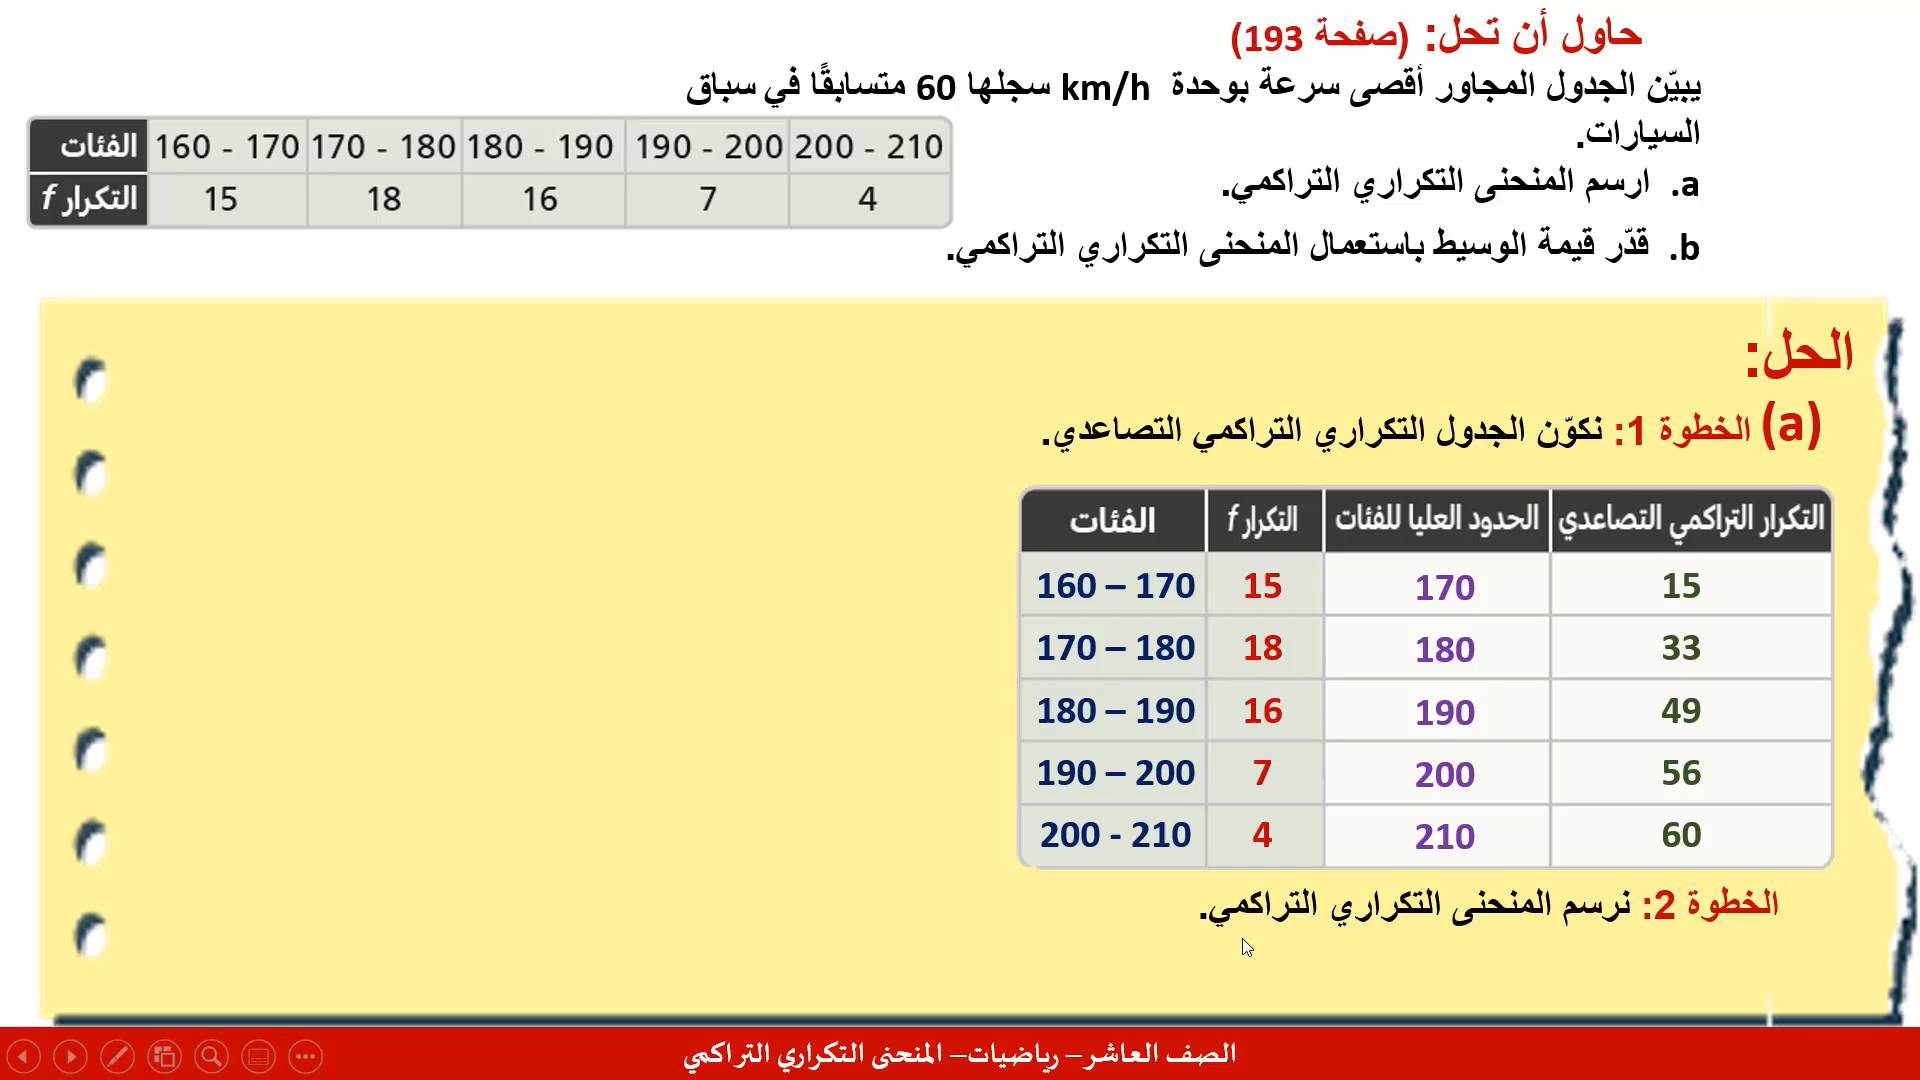 حاول أن تحل: (صفحة 193)
يبيّن الجدول المجاور أقصى سرعة بوحدة km/h سجلها 60 متسابقًا في سباق
السيارات.
a. ارسم المنحنى التكراري التراكمي.
b. قدّر قيمة الوسيط باستعمال المنحنى التكراري التراكمي.
الفئات 160 - 170 170 - 180 180 - 190 190 - 200 200 - 210
التكرار f 15 18 16 7 4
الحل:
(a) الخطوة 1: نكوّن الجدول التكراري التراكمي التصاعدي.
الفئات التكرار f الحدود العليا للفئات التكرار التراكمي التصاعدي
160 – 170 15 170 15
170 – 180 18 180 33
180 – 190 16 190 49
190 – 200 7 200 56
200 - 210 4 210 60
الخطوة 2: نرسم المنحنى التكراري التراكمي.
الصف العاشر – رياضيات – المنحنى التكراري التراكمي